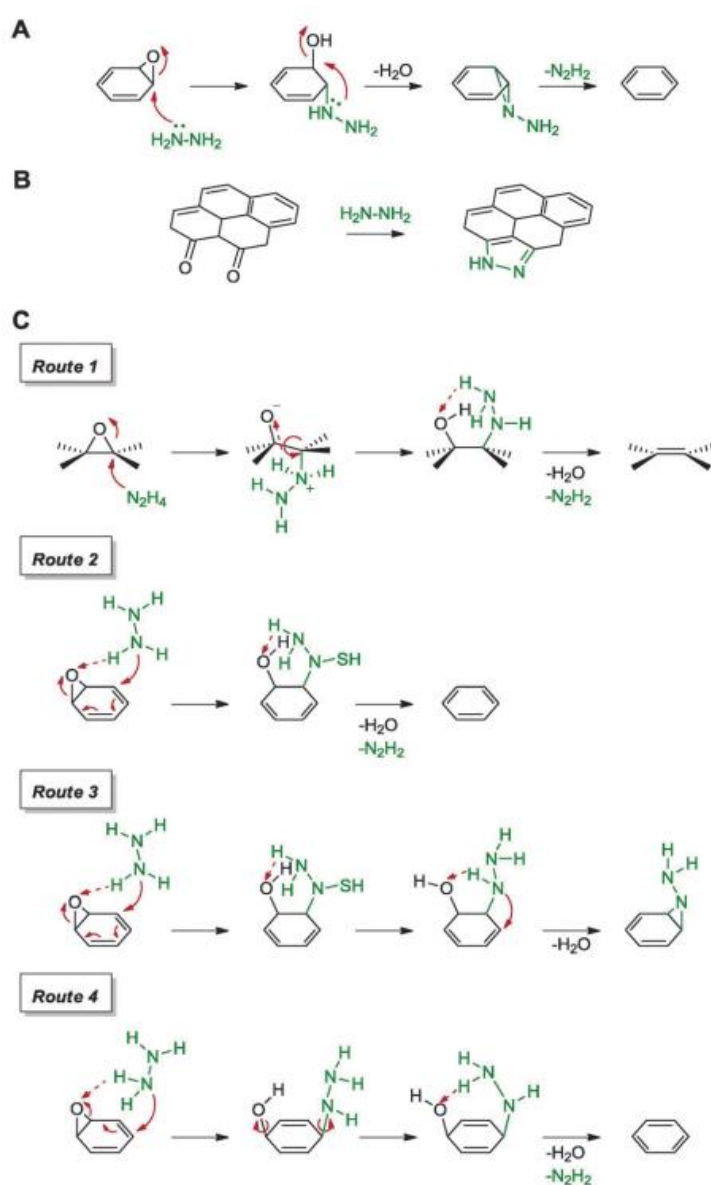 A
O OH -H₂O -N₂H₂
H₂N-NH₂ HN NH₂ N NH₂
B
H₂N-NH₂
O O HN N
C
Route 1
O O⁻ H N H
H O H N-H
N₂H₄ H N H N⁺ H H
-H₂O
-N₂H₂
Route 2
H N H H H
H N H O H N N SH
O
-H₂O
-N₂H₂
Route 3
H N H H H H N H
H N H O H N N SH H O H N N
O -H₂O
Route 4
H N H H H
H N O H N N H H O H N N H
O
-H₂O
-N₂H₂